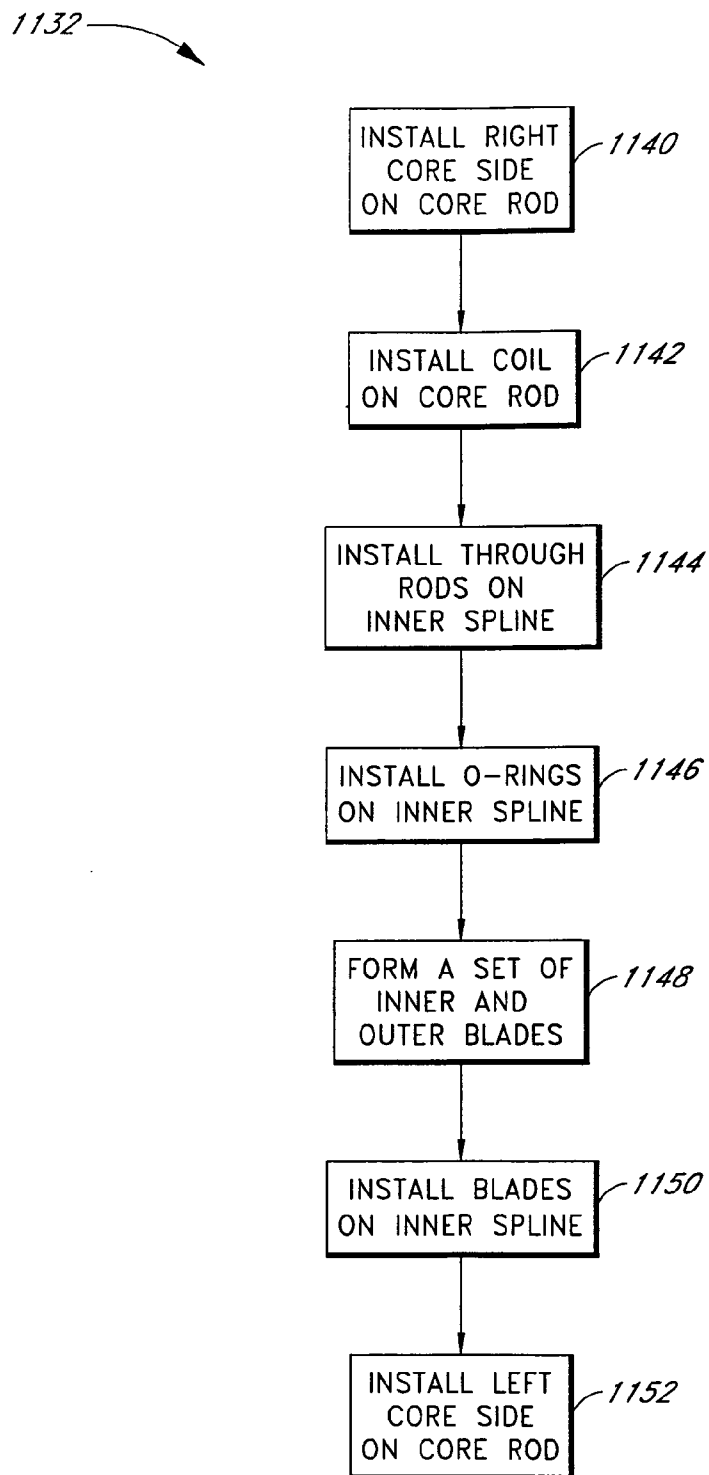 1132
INSTALL RIGHT
CORE SIDE
ON CORE ROD
1140
INSTALL COIL
ON CORE ROD
1142
INSTALL THROUGH
RODS ON
INNER SPLINE
1144
INSTALL O-RINGS
ON INNER SPLINE
1146
FORM A SET OF
INNER AND
OUTER BLADES
1148
INSTALL BLADES
ON INNER SPLINE
1150
INSTALL LEFT
CORE SIDE
ON CORE ROD
1152